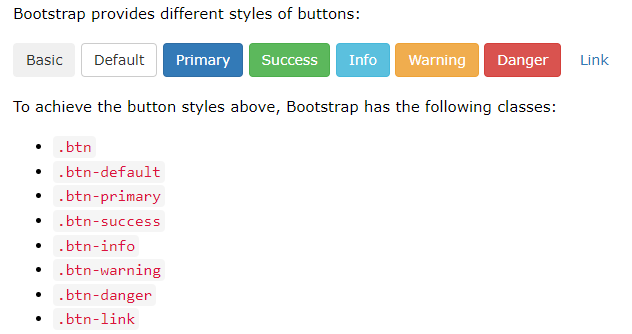 Bootstrap provides different styles of buttons:
Basic Default Primary Success Info Warning Danger Link
To achieve the button styles above, Bootstrap has the following classes:
.btn
.btn-default
.btn-primary
.btn-success
.btn-info
.btn-warning
.btn-danger
.btn-link